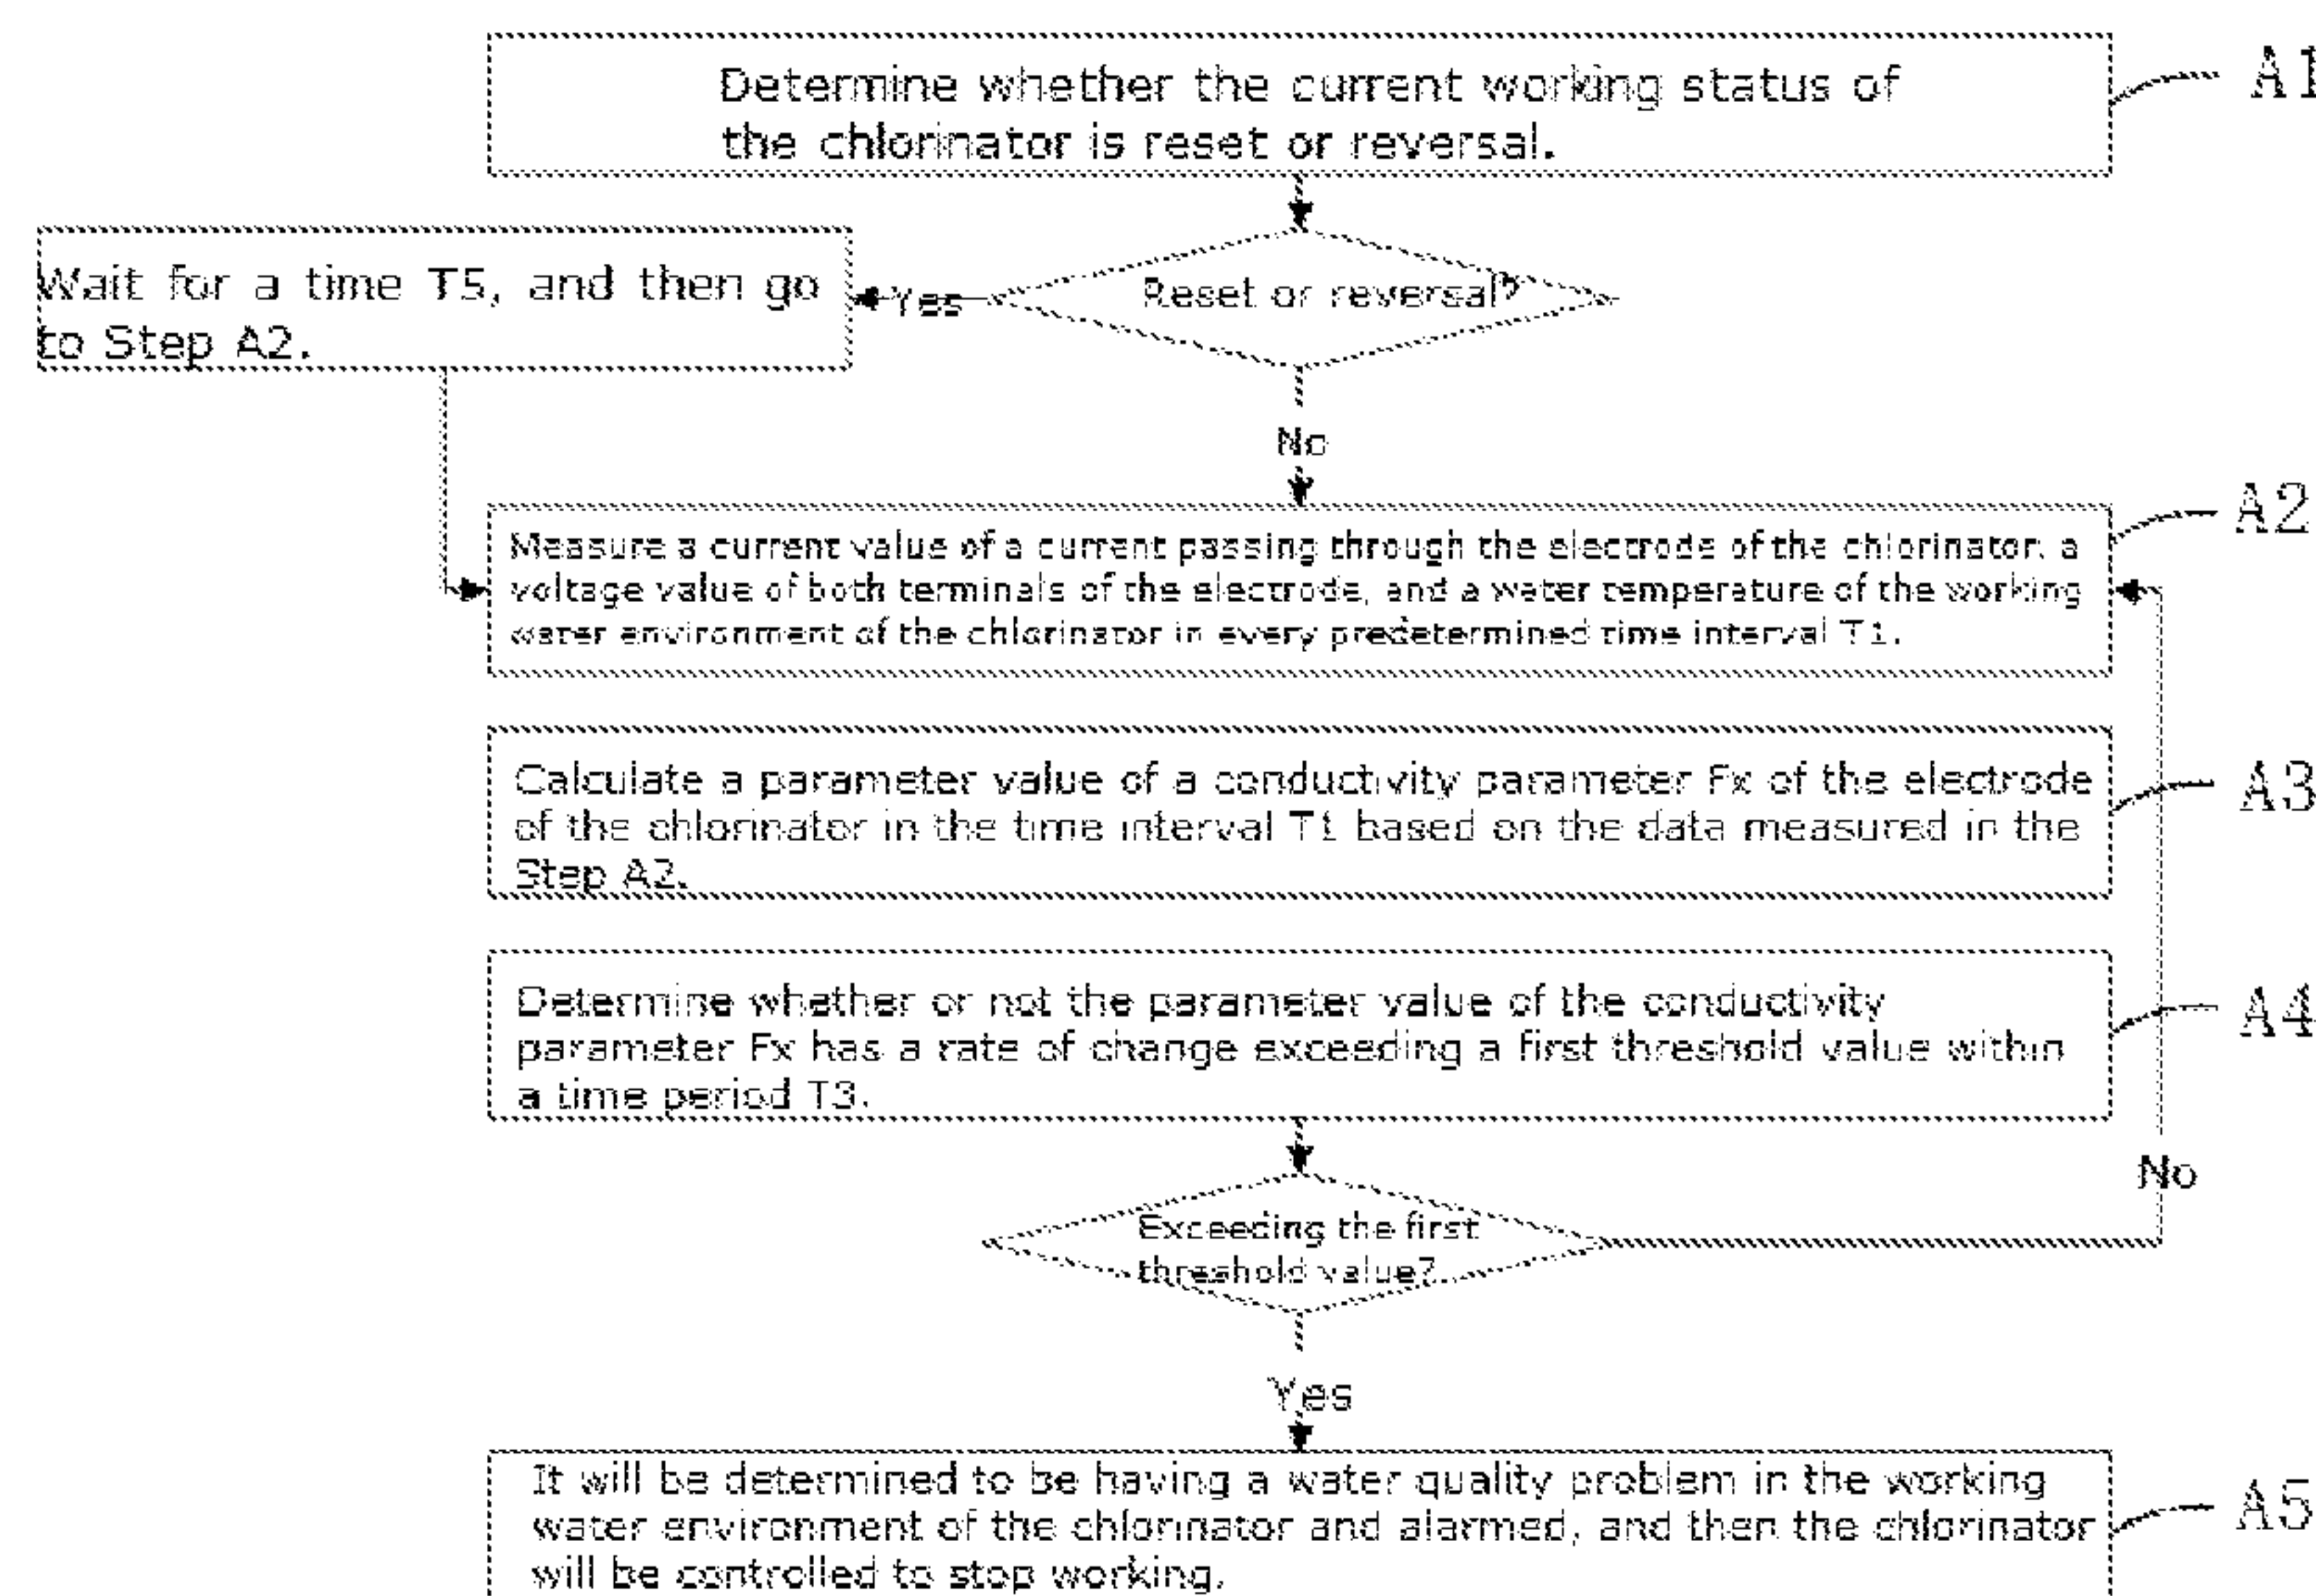 Determine whether the current working status of
the chlorinator is reset or reversal.
A1
Wait for a time T5, and then go
to Step A2.
Yes
Reset or reversal?
No
Measure a current value of a current passing through the electrode of the chlorinator, a
voltage value of both terminals of the electrode, and a water temperature of the working
water environment of the chlorinator in every predetermined time interval T1.
A2
Calculate a parameter value of a conductivity parameter Fx of the electrode
of the chlorinator in the time interval T1 based on the data measured in the
Step A2.
A3
Determine whether or not the parameter value of the conductivity
parameter Fx has a rate of change exceeding a first threshold value within
a time period T3.
A4
No
Exceeding the first
threshold value?
Yes
It will be determined to be having a water quality problem in the working
water environment of the chlorinator and alarmed, and then the chlorinator
will be controlled to stop working.
A5